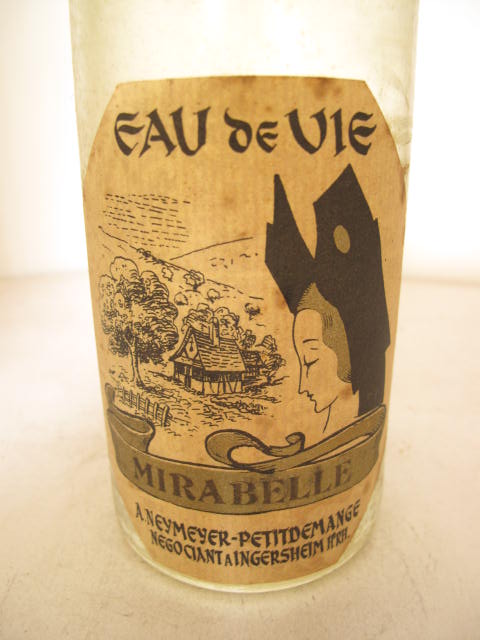 EAU DE VIE
MIRABELLE
A. NEYMEYER-PETITDEMANGE
NEGOCIANT A INGERSHEIM